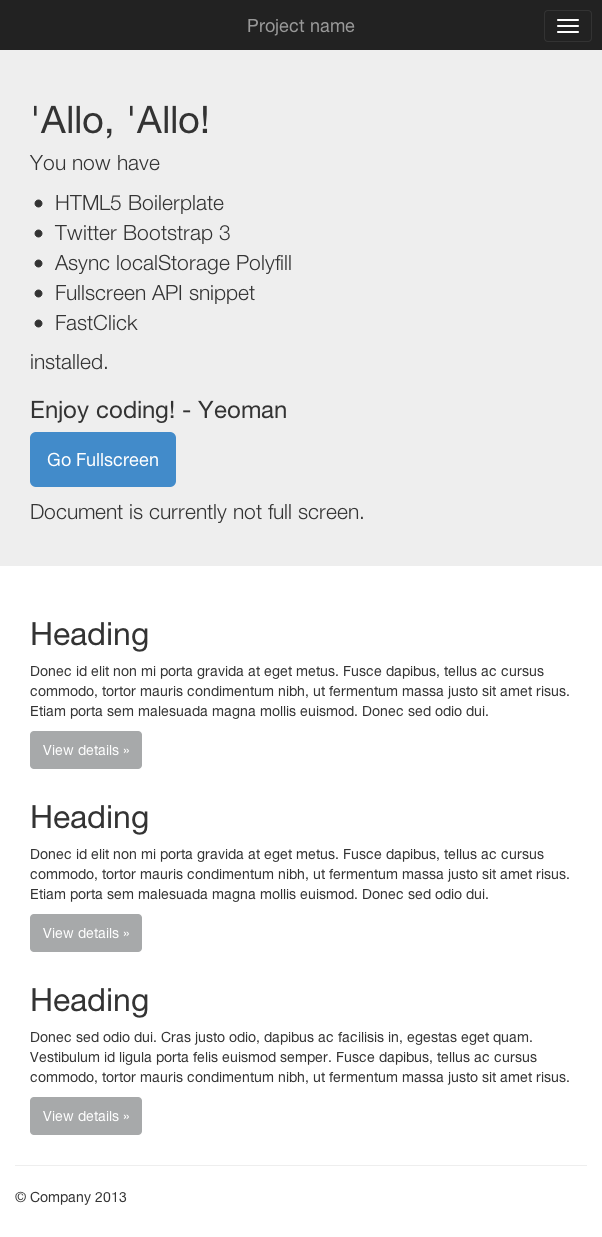 Project name
'Allo, 'Allo!
You now have
HTML5 Boilerplate
Twitter Bootstrap 3
Async localStorage Polyfill
Fullscreen API snippet
FastClick
installed.
Enjoy coding! - Yeoman
Go Fullscreen
Document is currently not full screen.
Heading
Donec id elit non mi porta gravida at eget metus. Fusce dapibus, tellus ac cursus
commodo, tortor mauris condimentum nibh, ut fermentum massa justo sit amet risus.
Etiam porta sem malesuada magna mollis euismod. Donec sed odio dui.
View details »
Heading
Donec id elit non mi porta gravida at eget metus. Fusce dapibus, tellus ac cursus
commodo, tortor mauris condimentum nibh, ut fermentum massa justo sit amet risus.
Etiam porta sem malesuada magna mollis euismod. Donec sed odio dui.
View details »
Heading
Donec sed odio dui. Cras justo odio, dapibus ac facilisis in, egestas eget quam.
Vestibulum id ligula porta felis euismod semper. Fusce dapibus, tellus ac cursus
commodo, tortor mauris condimentum nibh, ut fermentum massa justo sit amet risus.
View details »
© Company 2013